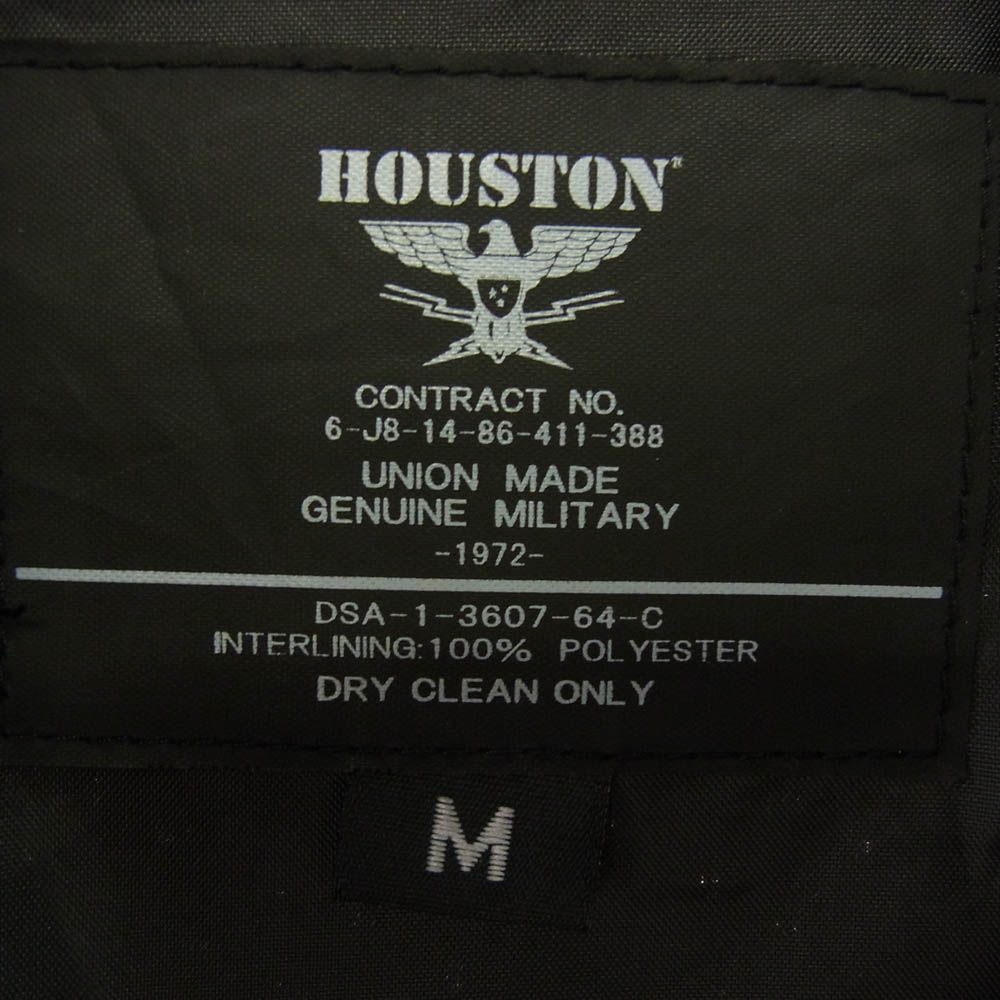 HOUSTON®
CONTRACT NO.
6-J8-14-86-411-388
UNION MADE
GENUINE MILITARY
-1972-
DSA-1-3607-64-C
INTERLINING:100% POLYESTER
DRY CLEAN ONLY
M